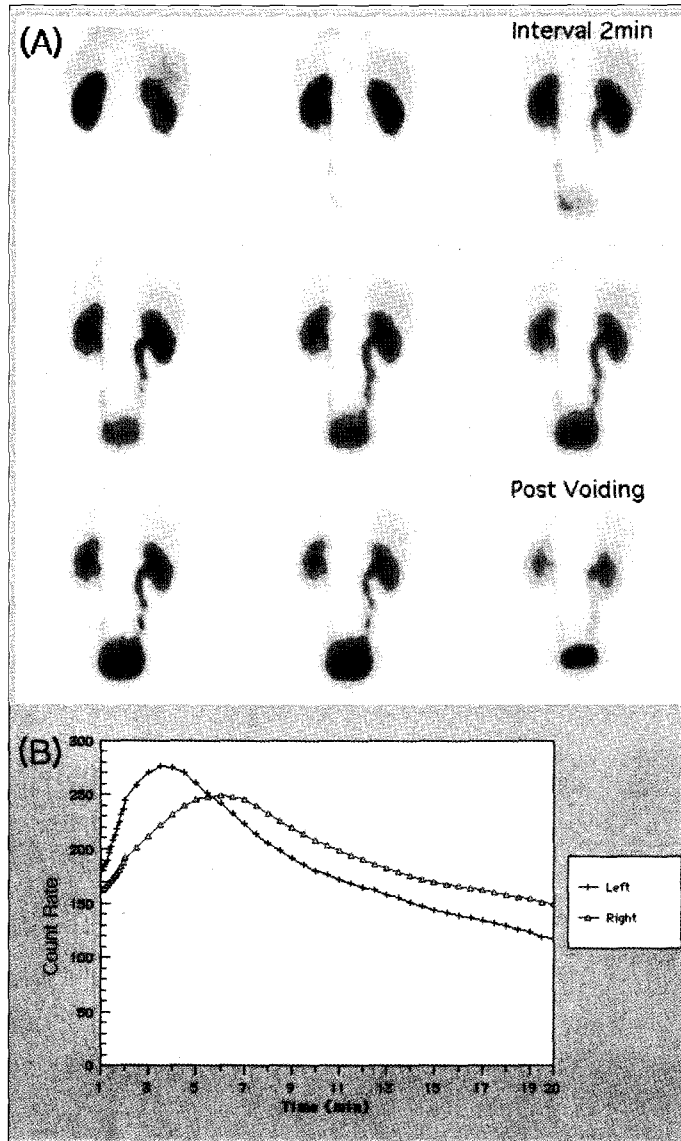 (A)
Interval 2min
Post Voiding
(B)
300
250
200
150
100
50
0
Count Rate
1 3 5 7 9 11 13 15 17 19 20
Time (min)
Left
Right